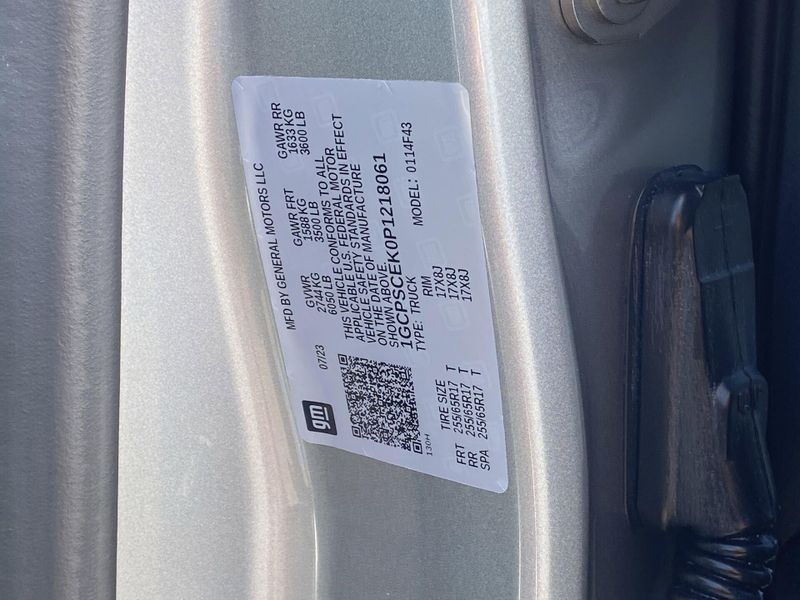 gm
MFD BY GENERAL MOTORS LLC
07/23
GVWR GAWR FRT GAWR RR
2744 KG 1588 KG 1633 KG
6050 LB 3500 LB 3600 LB
THIS VEHICLE CONFORMS TO ALL
APPLICABLE U.S. FEDERAL MOTOR
VEHICLE SAFETY STANDARDS IN EFFECT
ON THE DATE OF MANUFACTURE
SHOWN ABOVE.
1GCPSCEK0P1218061
TYPE: TRUCK MODEL: 0114F43
130H
TIRE SIZE RIM
FRT 255/65R17 T 17X8J
RR 255/65R17 T 17X8J
SPA 255/65R17 T 17X8J